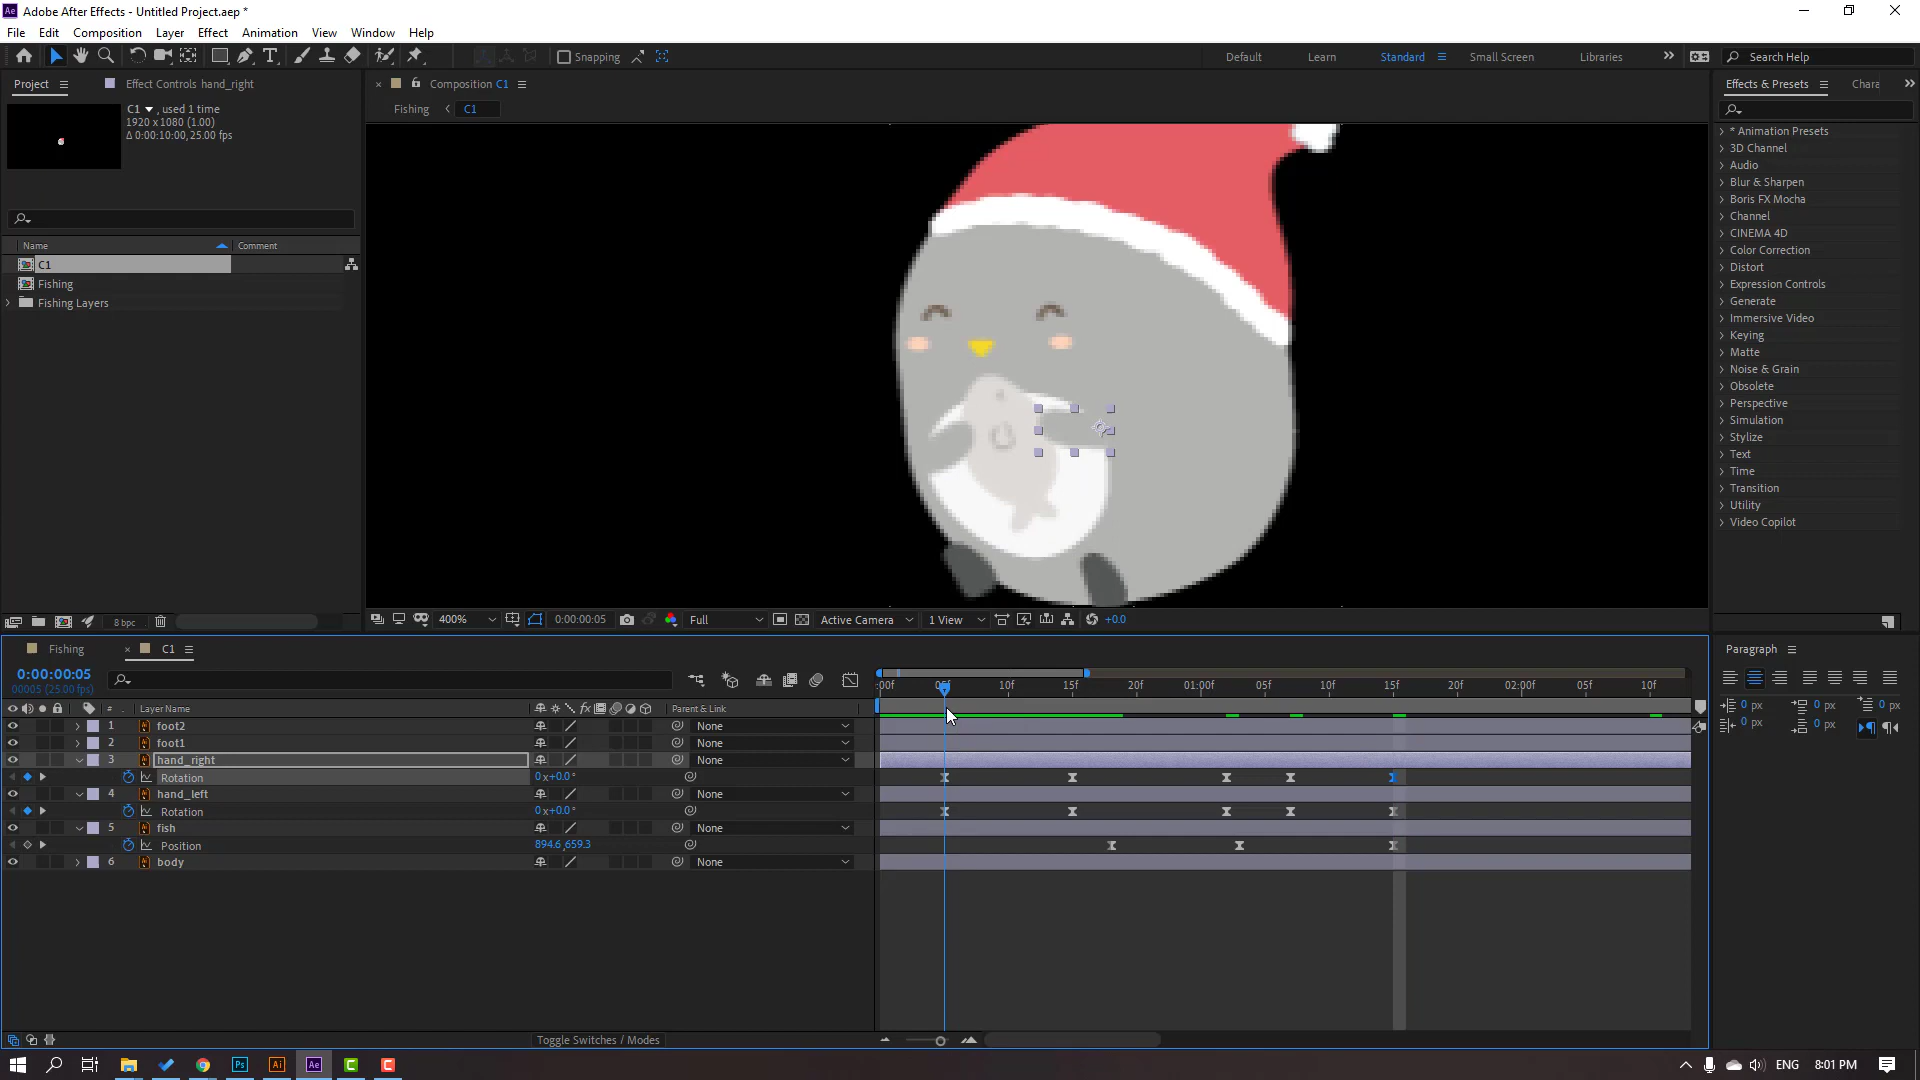 Ae Adobe After Effects - Untitled Project.aep *
File Edit Composition Layer Effect Animation View Window Help
Snapping Default Learn Standard Small Screen Libraries Search Help
Project Effect Controls hand_right
C1 , used 1 time
1920 x 1080 (1.00)
Δ 0:00:10:00, 25.00 fps
Name Comment
C1
Fishing
Fishing Layers
8 bpc
Composition C1
Fishing C1
400% 0:00:00:05 Full Active Camera 1 View +0.0
Effects & Presets Chara
* Animation Presets
3D Channel
Audio
Blur & Sharpen
Boris FX Mocha
Channel
CINEMA 4D
Color Correction
Distort
Expression Controls
Generate
Immersive Video
Keying
Matte
Noise & Grain
Obsolete
Perspective
Simulation
Stylize
Text
Time
Transition
Utility
Video Copilot
Paragraph
0 px 0 px 0 px
0 px 0 px
Fishing C1
0:00:00:05
00005 (25.00 fps)
:00f 05f 10f 15f 20f 01:00f 05f 10f 15f 20f 02:00f 05f 10f
# Layer Name Parent & Link
1 foot2 None
2 foot1 None
3 hand_right None
Rotation 0x+0.0°
4 hand_left None
Rotation 0x+0.0°
5 fish None
Position 894.6,659.3
6 body None
Toggle Switches / Modes
Ps Ai Ae C C ENG 8:01 PM